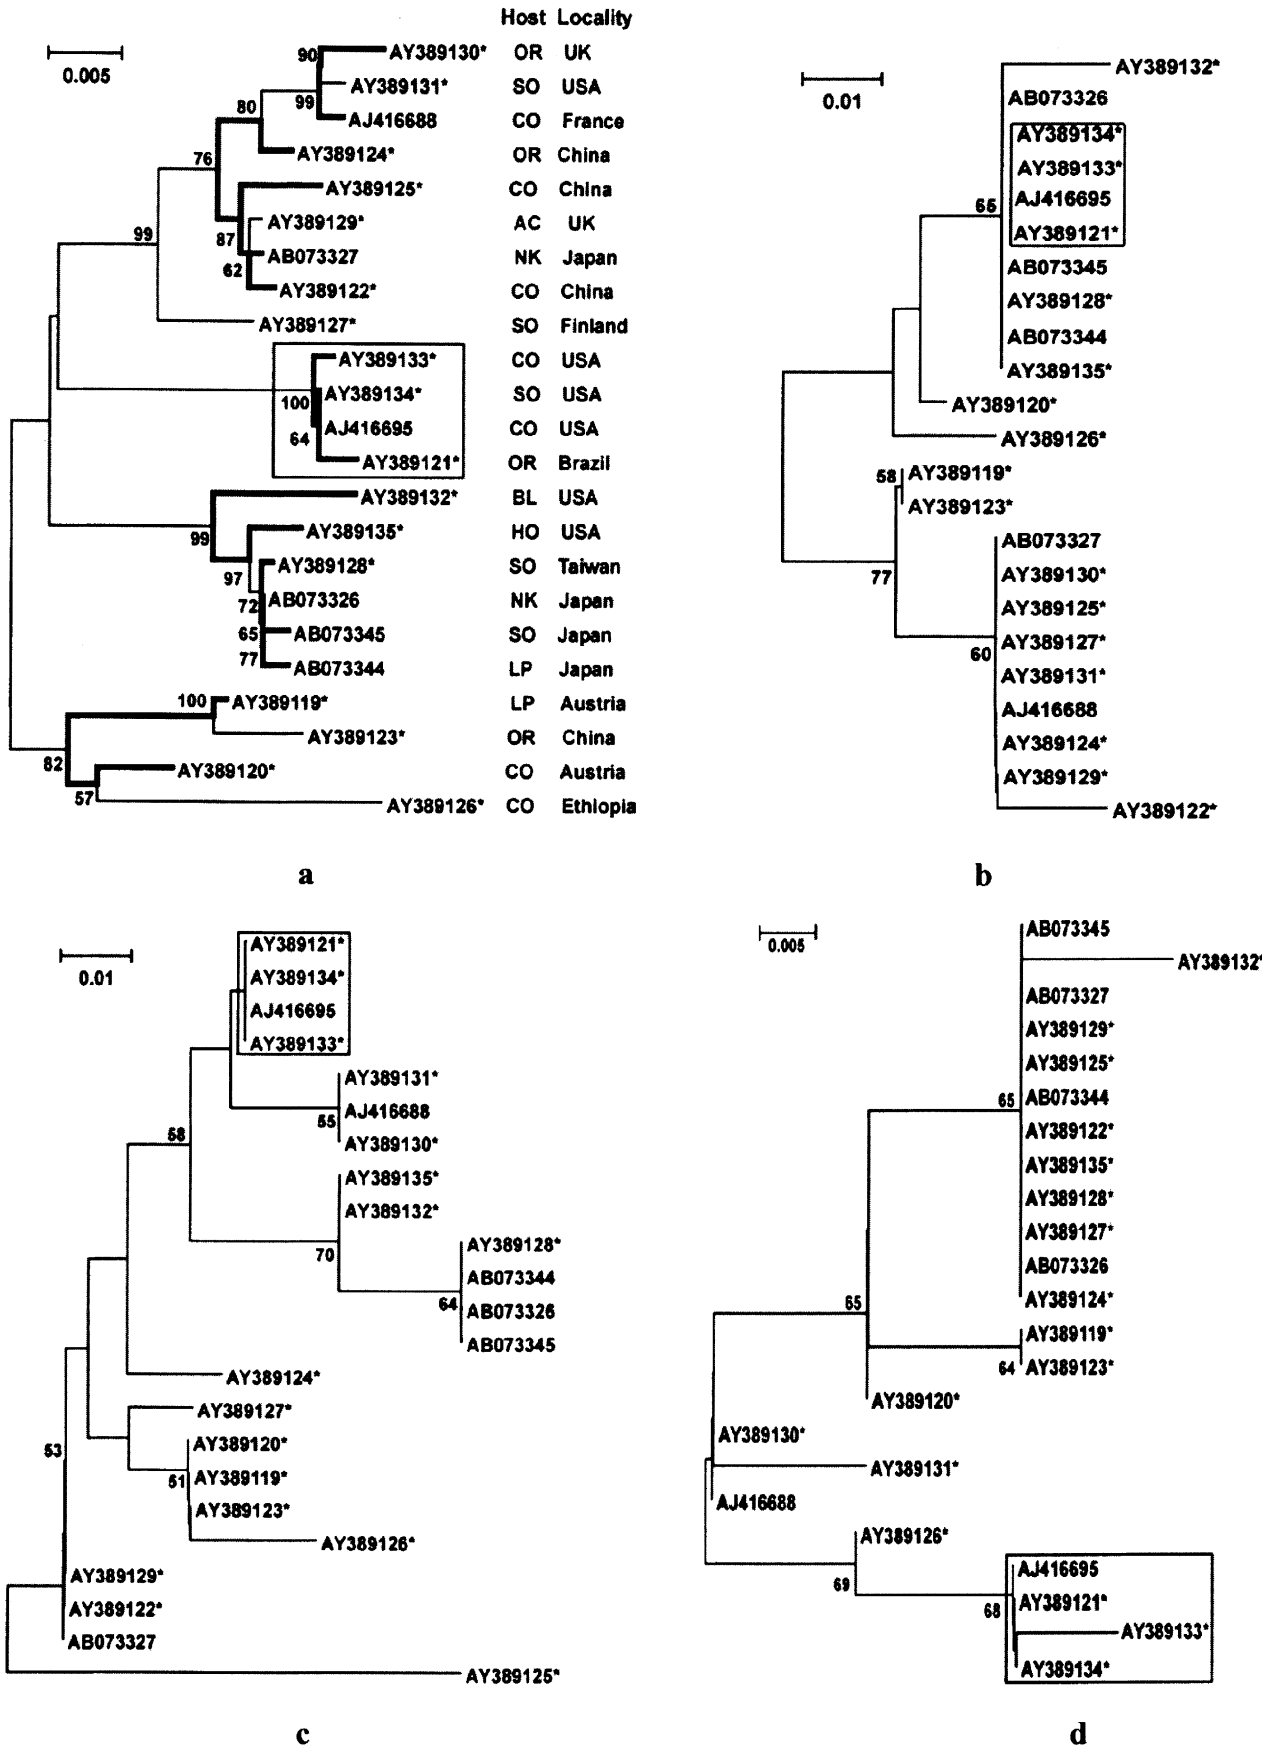 Host Locality
0.005
90 AY389130* OR UK
AY389131* SO USA
99
80 AJ416688 CO France
AY389124* OR China
76
AY389125* CO China
AY389129* AC UK
99 87
AB073327 NK Japan
62
AY389122* CO China
AY389127* SO Finland
AY389133* CO USA
AY389134* SO USA
100
AJ416695 CO USA
64
AY389121* OR Brazil
AY389132* BL USA
AY389135* HO USA
99
AY389128* SO Taiwan
97
72 AB073326 NK Japan
65 AB073345 SO Japan
77 AB073344 LP Japan
100 AY389119* LP Austria
AY389123* OR China
82
AY389120* CO Austria
57
AY389126* CO Ethiopia
a
0.01
AY389132*
AB073326
AY389134*
AY389133*
AJ416695
65
AY389121*
AB073345
AY389128*
AB073344
AY389135*
AY389120*
AY389126*
58 AY389119*
AY389123*
AB073327
77 AY389130*
AY389125*
AY389127*
60
AY389131*
AJ416688
AY389124*
AY389129*
AY389122*
b
0.01
AY389121*
AY389134*
AJ416695
AY389133*
AY389131*
AJ416688
55
AY389130*
58
AY389135*
AY389132*
70
AY389128*
AB073344
64 AB073326
AB073345
AY389124*
AY389127*
53 AY389120*
51 AY389119*
AY389123*
AY389126*
AY389129*
AY389122*
AB073327
AY389125*
c
0.005
AB073345
AY389132*
AB073327
AY389129*
AY389125*
65 AB073344
AY389122*
AY389135*
AY389128*
AY389127*
AB073326
65 AY389124*
AY389119*
64 AY389123*
AY389120*
AY389130*
AY389131*
AJ416688
AY389126*
69
AJ416695
68 AY389121*
AY389133*
AY389134*
d